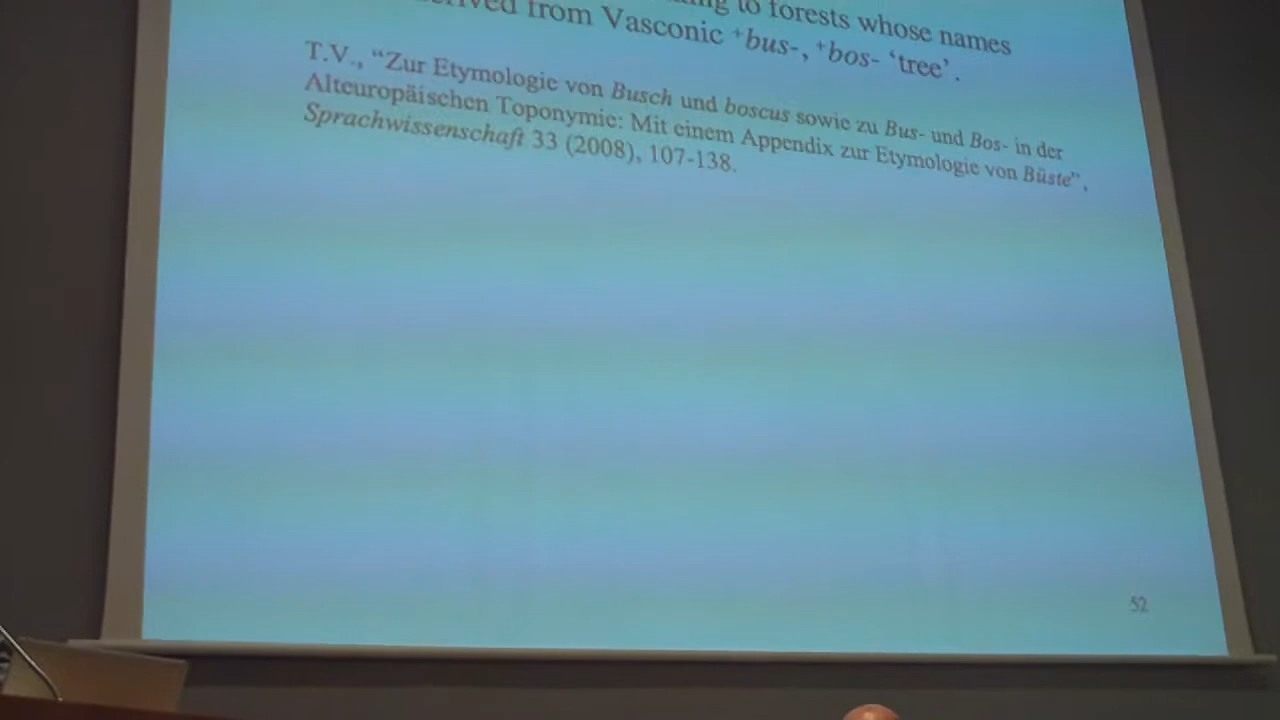 to forests whose names
from Vasconic +bus-, +bos- ‘tree’.
T.V., “Zur Etymologie von Busch und boscus sowie zu Bus- und Bos- in der
Alteuropäischen Toponymie: Mit einem Appendix zur Etymologie von Büste”,
Sprachwissenschaft 33 (2008), 107-138.
52